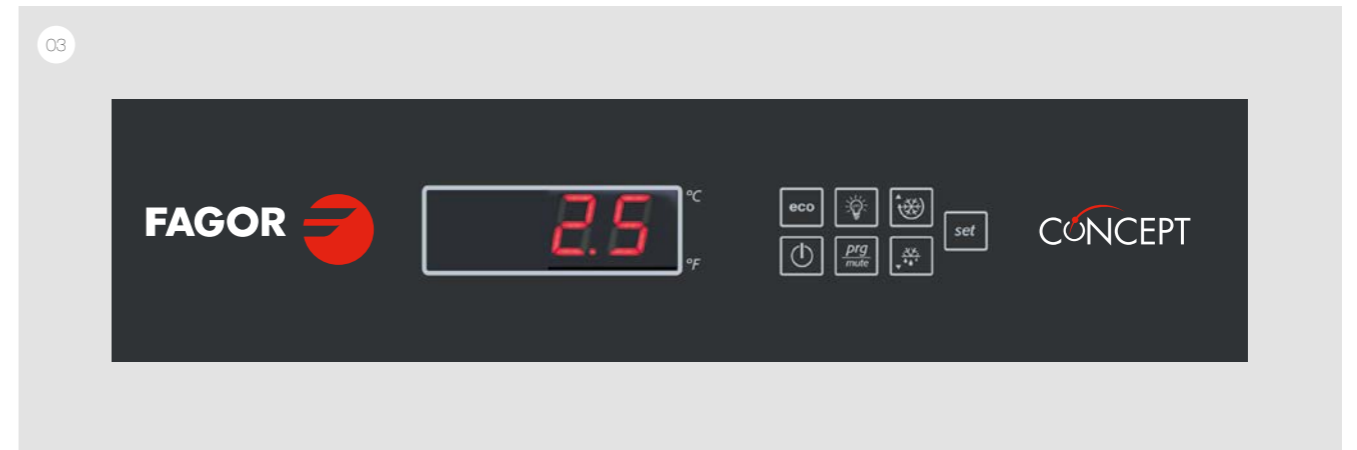 03
FAGOR
2.5
°C
°F
eco
set
prg
mute
CONCEPT